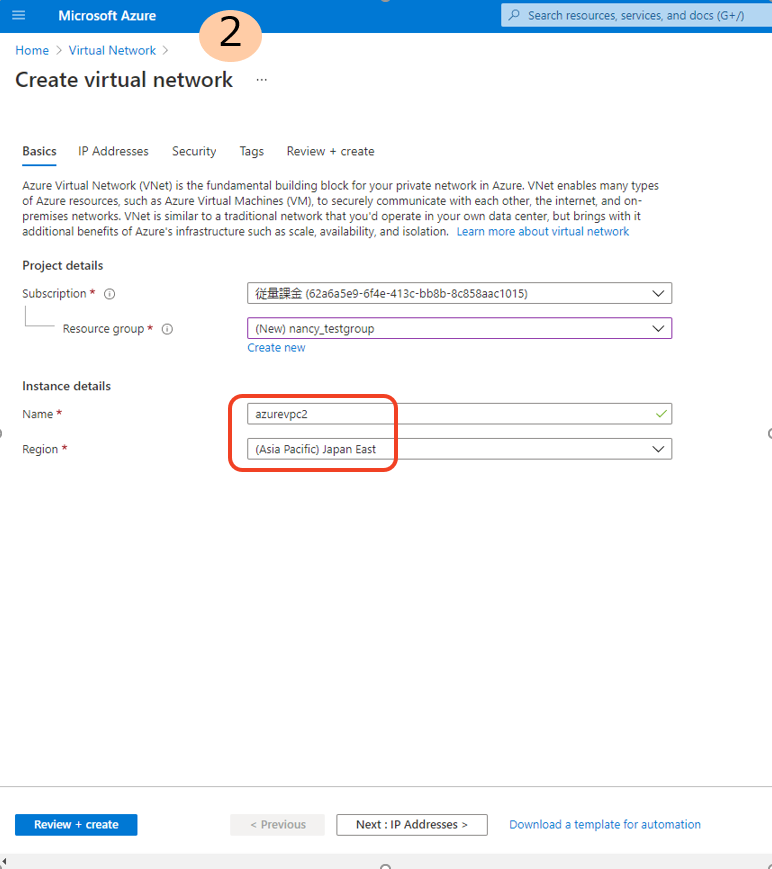 Microsoft Azure
2
Search resources, services, and docs (G+/)
Home > Virtual Network >
Create virtual network ...
Basics IP Addresses Security Tags Review + create
Azure Virtual Network (VNet) is the fundamental building block for your private network in Azure. VNet enables many types
of Azure resources, such as Azure Virtual Machines (VM), to securely communicate with each other, the internet, and on-
premises networks. VNet is similar to a traditional network that you'd operate in your own data center, but brings with it
additional benefits of Azure's infrastructure such as scale, availability, and isolation. Learn more about virtual network
Project details
Subscription * 従量課金 (62a6a5e9-6f4e-413c-bb8b-8c858aac1015)
Resource group * (New) nancy_testgroup
Create new
Instance details
Name * azurevpc2
Region * (Asia Pacific) Japan East
Review + create < Previous Next : IP Addresses > Download a template for automation